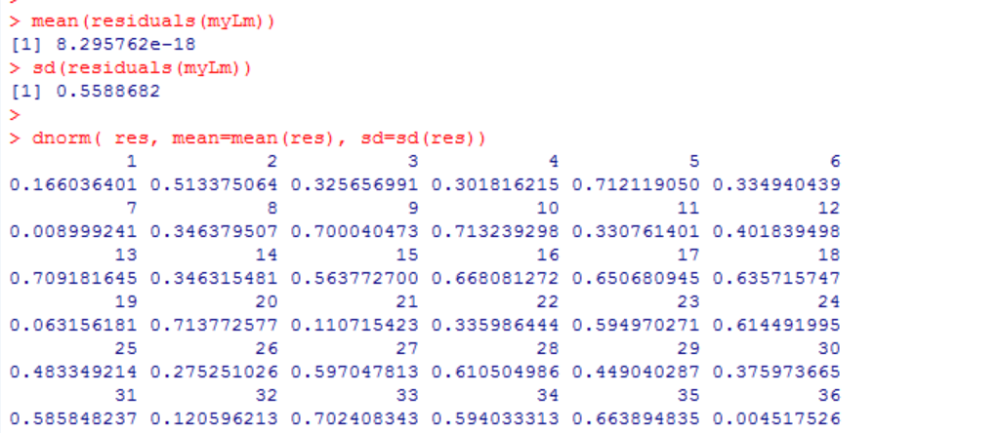 > mean(residuals(myLm))
[1] 8.295762e-18
> sd(residuals(myLm))
[1] 0.5588682
>
> dnorm( res, mean=mean(res), sd=sd(res))
1 2 3 4 5 6
0.166036401 0.513375064 0.325656991 0.301816215 0.712119050 0.334940439
7 8 9 10 11 12
0.008999241 0.346379507 0.700040473 0.713239298 0.330761401 0.401839498
13 14 15 16 17 18
0.709181645 0.346315481 0.563772700 0.668081272 0.650680945 0.635715747
19 20 21 22 23 24
0.063156181 0.713772577 0.110715423 0.335986444 0.594970271 0.614491995
25 26 27 28 29 30
0.483349214 0.275251026 0.597047813 0.610504986 0.449040287 0.375973665
31 32 33 34 35 36
0.585848237 0.120596213 0.702408343 0.594033313 0.663894835 0.004517526